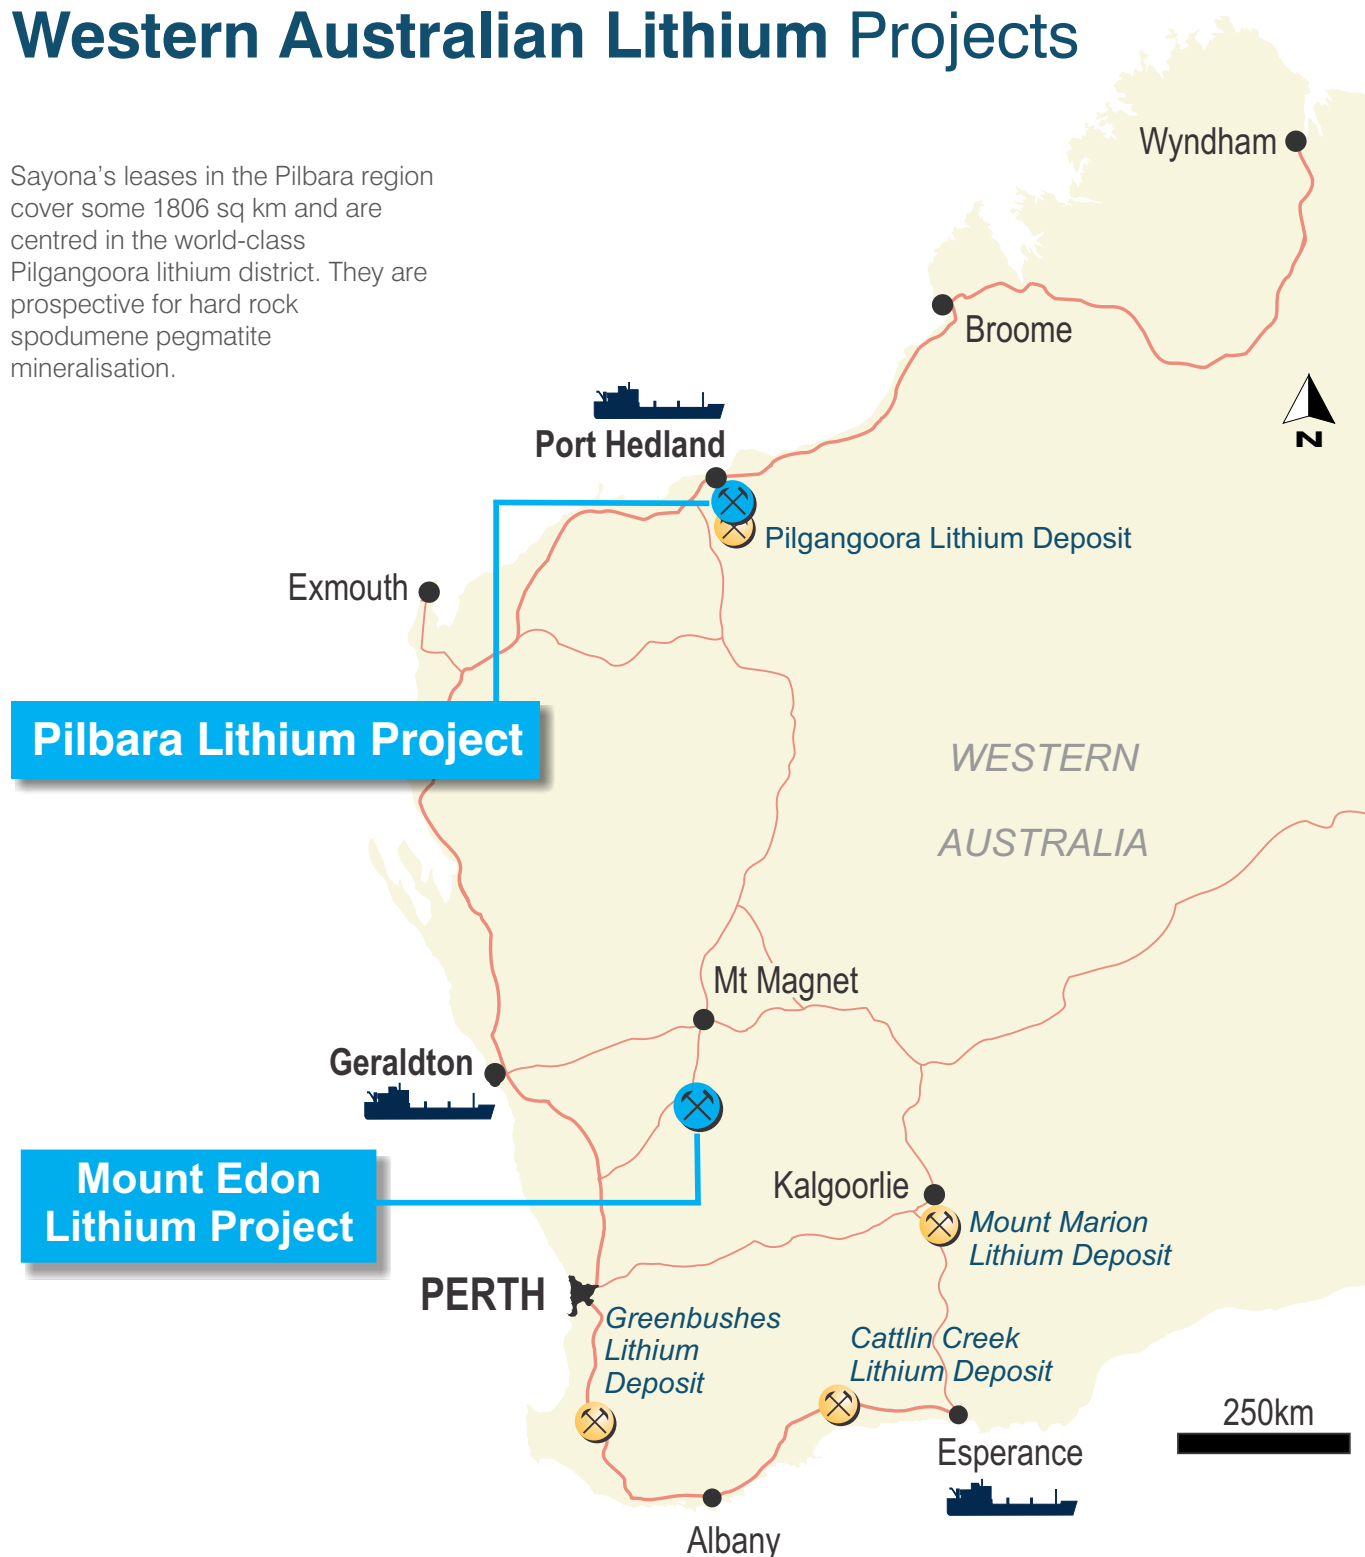 Western Australian Lithium Projects
Sayona's leases in the Pilbara region
cover some 1806 sq km and are
centred in the world-class
Pilgangoora lithium district. They are
prospective for hard rock
spodumene pegmatite
mineralisation.
Wyndham
Broome
N
Port Hedland
Pilgangoora Lithium Deposit
Exmouth
Pilbara Lithium Project
WESTERN
AUSTRALIA
Mt Magnet
Geraldton
Mount Edon
Lithium Project
Kalgoorlie
Mount Marion
Lithium Deposit
PERTH
Greenbushes
Lithium
Deposit
Cattlin Creek
Lithium Deposit
250km
Esperance
Albany